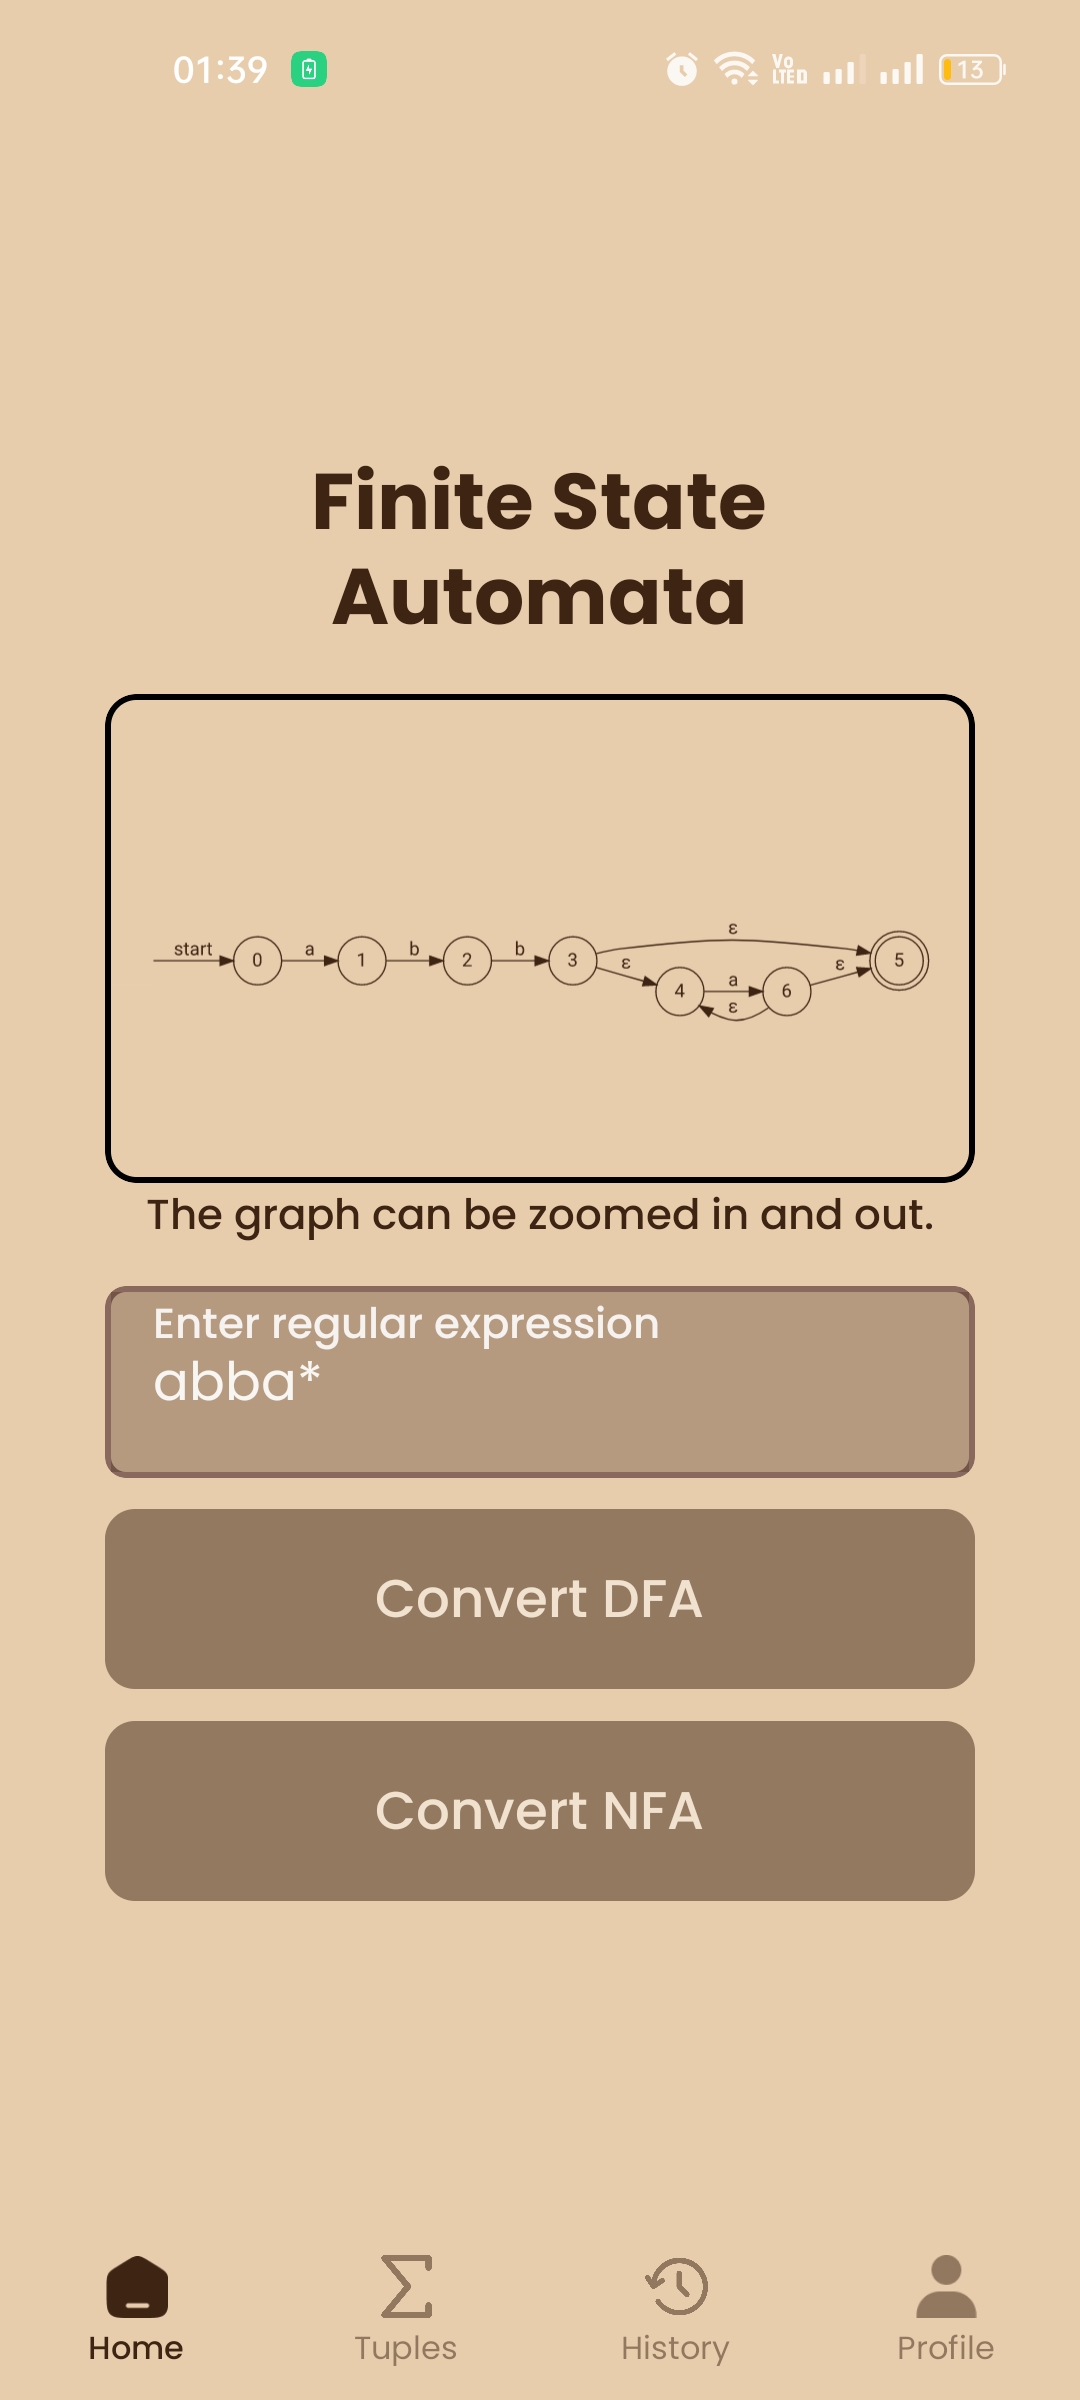 01:39
Vo
LTE D
13
Finite State
Automata
ε
start a b b ε a ε
0 1 2 3 4 6 5
ε
The graph can be zoomed in and out.
Enter regular expression
abba*
Convert DFA
Convert NFA
Home Tuples History Profile